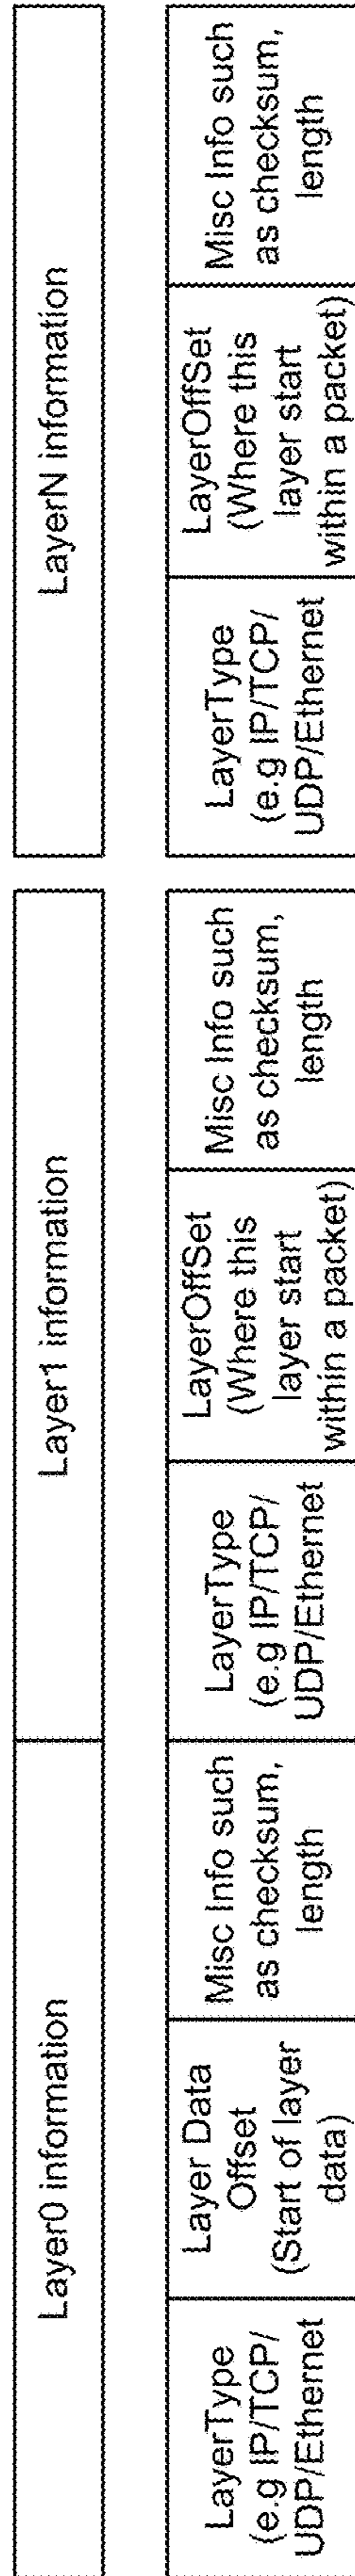 Layer0 information
Layer1 information
LayerN information
LayerType
(e.g IP/TCP/
UDP/Ethernet
Layer Data
Offset
(Start of layer
data)
Misc Info such
as checksum,
length
LayerType
(e.g IP/TCP/
UDP/Ethernet
LayerOffSet
(Where this
layer start
within a packet)
Misc Info such
as checksum,
length
LayerType
(e.g IP/TCP/
UDP/Ethernet
LayerOffSet
(Where this
layer start
within a packet)
Misc Info such
as checksum,
length